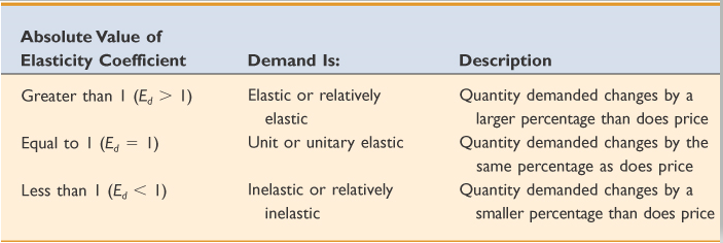 Absolute Value of
Elasticity Coefficient Demand Is: Description
Greater than 1 (Ed > 1) Elastic or relatively Quantity demanded changes by a
elastic larger percentage than does price
Equal to 1 (Ed = 1) Unit or unitary elastic Quantity demanded changes by the
same percentage as does price
Less than 1 (Ed < 1) Inelastic or relatively Quantity demanded changes by a
inelastic smaller percentage than does price